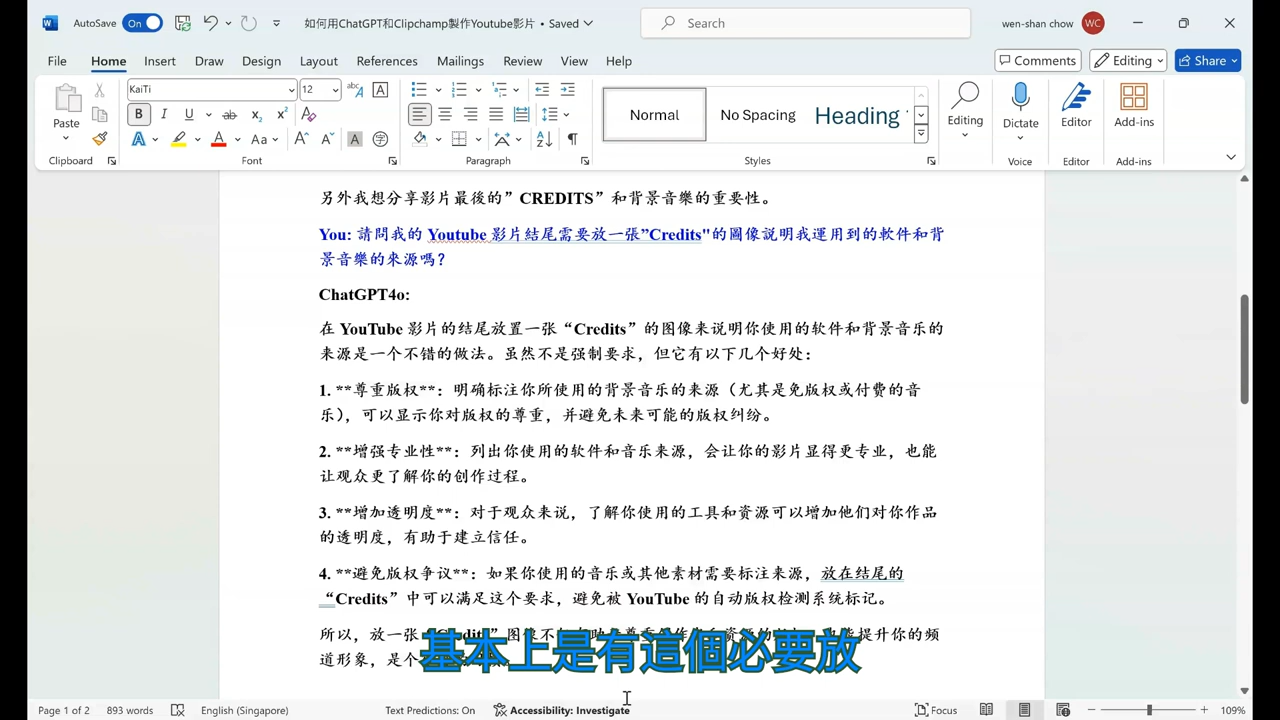 AutoSave On 如何用ChatGPT和Clipchamp製作Youtube影片 • Saved Search wen-shan chow WC
File Home Insert Draw Design Layout References Mailings Review View Help Comments Editing Share
KaiTi 12
Paste Normal No Spacing Heading Editing Dictate Editor Add-ins
Clipboard Font Paragraph Styles Voice Editor Add-ins
另外我想分享影片最後的”CREDITS”和背景音樂的重要性。
You: 請問我的 Youtube 影片結尾需要放一張”Credits"的圖像說明我運用到的軟件和背
景音樂的來源嗎？
ChatGPT4o:
在 YouTube 影片的结尾放置一张“Credits”的图像来说明你使用的软件和背景音乐的
来源是一个不错的做法。虽然不是强制要求，但它有以下几个好处：
1. **尊重版权**：明确标注你所使用的背景音乐的来源（尤其是免版权或付费的音
乐），可以显示你对版权的尊重，并避免未来可能的版权纠纷。
2. **增强专业性**：列出你使用的软件和音乐来源，会让你的影片显得更专业，也能
让观众更了解你的创作过程。
3. **增加透明度**：对于观众来说，了解你使用的工具和资源可以增加他们对你作品
的透明度，有助于建立信任。
4. **避免版权争议**：如果你使用的音乐或其他素材需要标注来源，放在结尾的
“Credits”中可以满足这个要求，避免被 YouTube 的自动版权检测系统标记。
所以，放一张 图像不 提升你的频
道形象，是个
基本上是有這個必要放
Page 1 of 2 893 words English (Singapore) Text Predictions: On Accessibility: Investigate Focus 109%